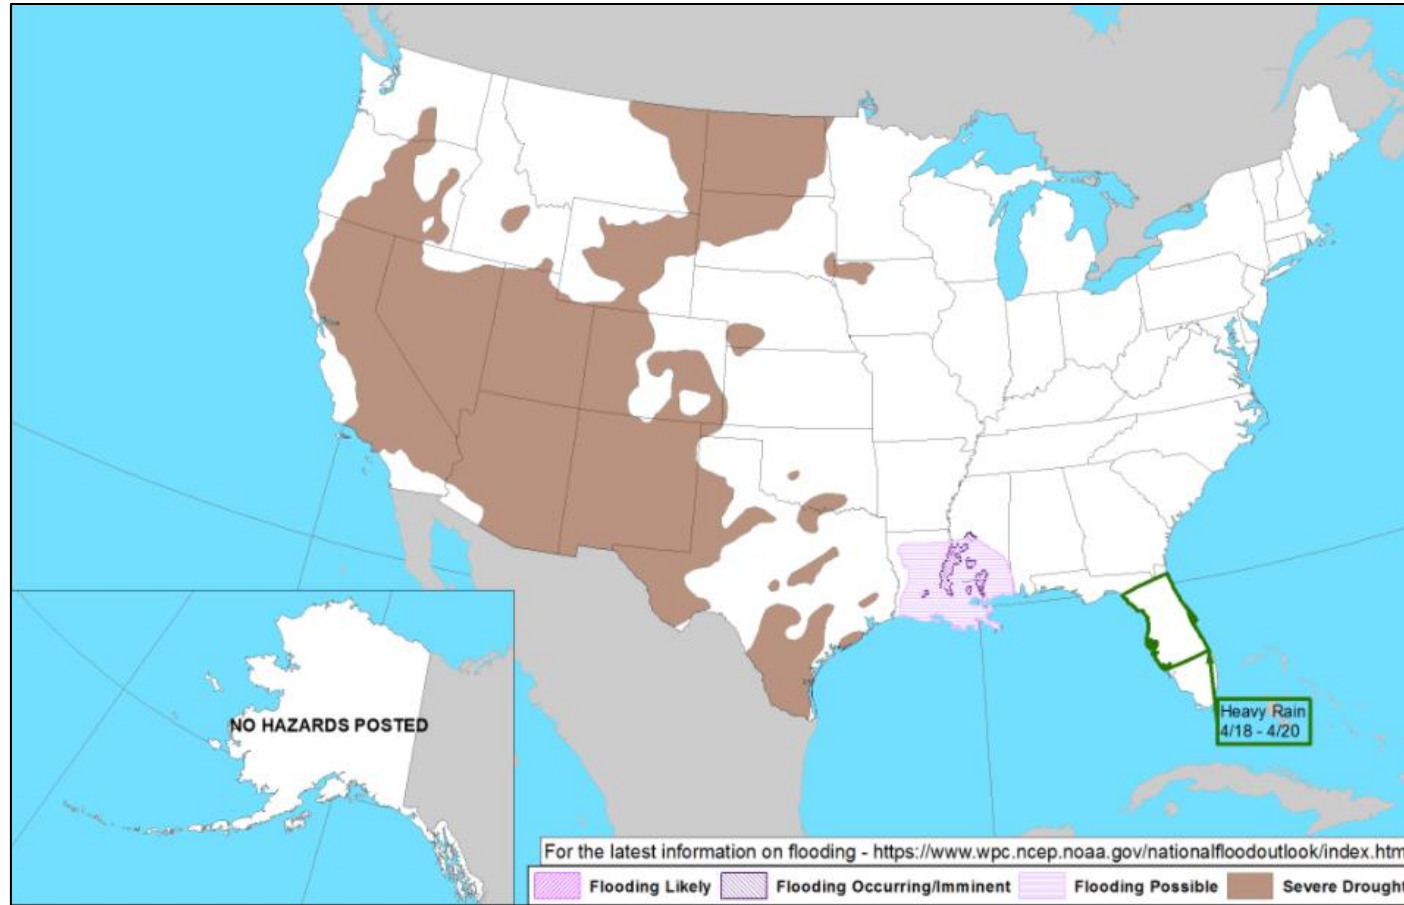 NO HAZARDS POSTED
Heavy Rain
4/18 - 4/20
For the latest information on flooding - https://www.wpc.ncep.noaa.gov/nationalfloodoutlook/index.htm
Flooding Likely
Flooding Occurring/Imminent
Flooding Possible
Severe Drought